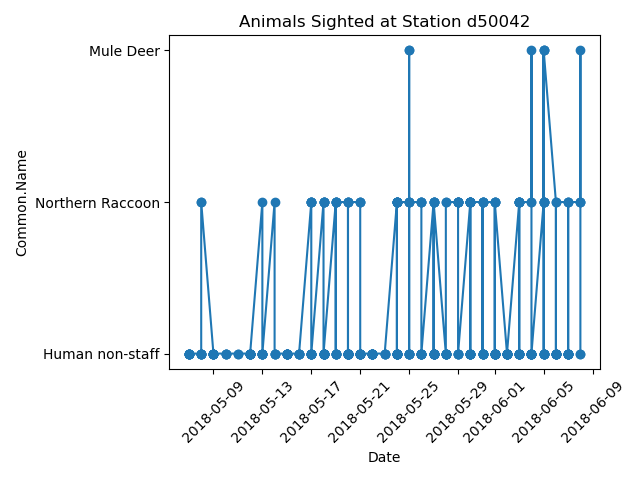 Animals Sighted at Station d50042
Mule Deer
Northern Raccoon
Human non-staff
Common.Name
2018-05-09
2018-05-13
2018-05-17
2018-05-21
2018-05-25
2018-05-29
2018-06-01
2018-06-05
2018-06-09
Date